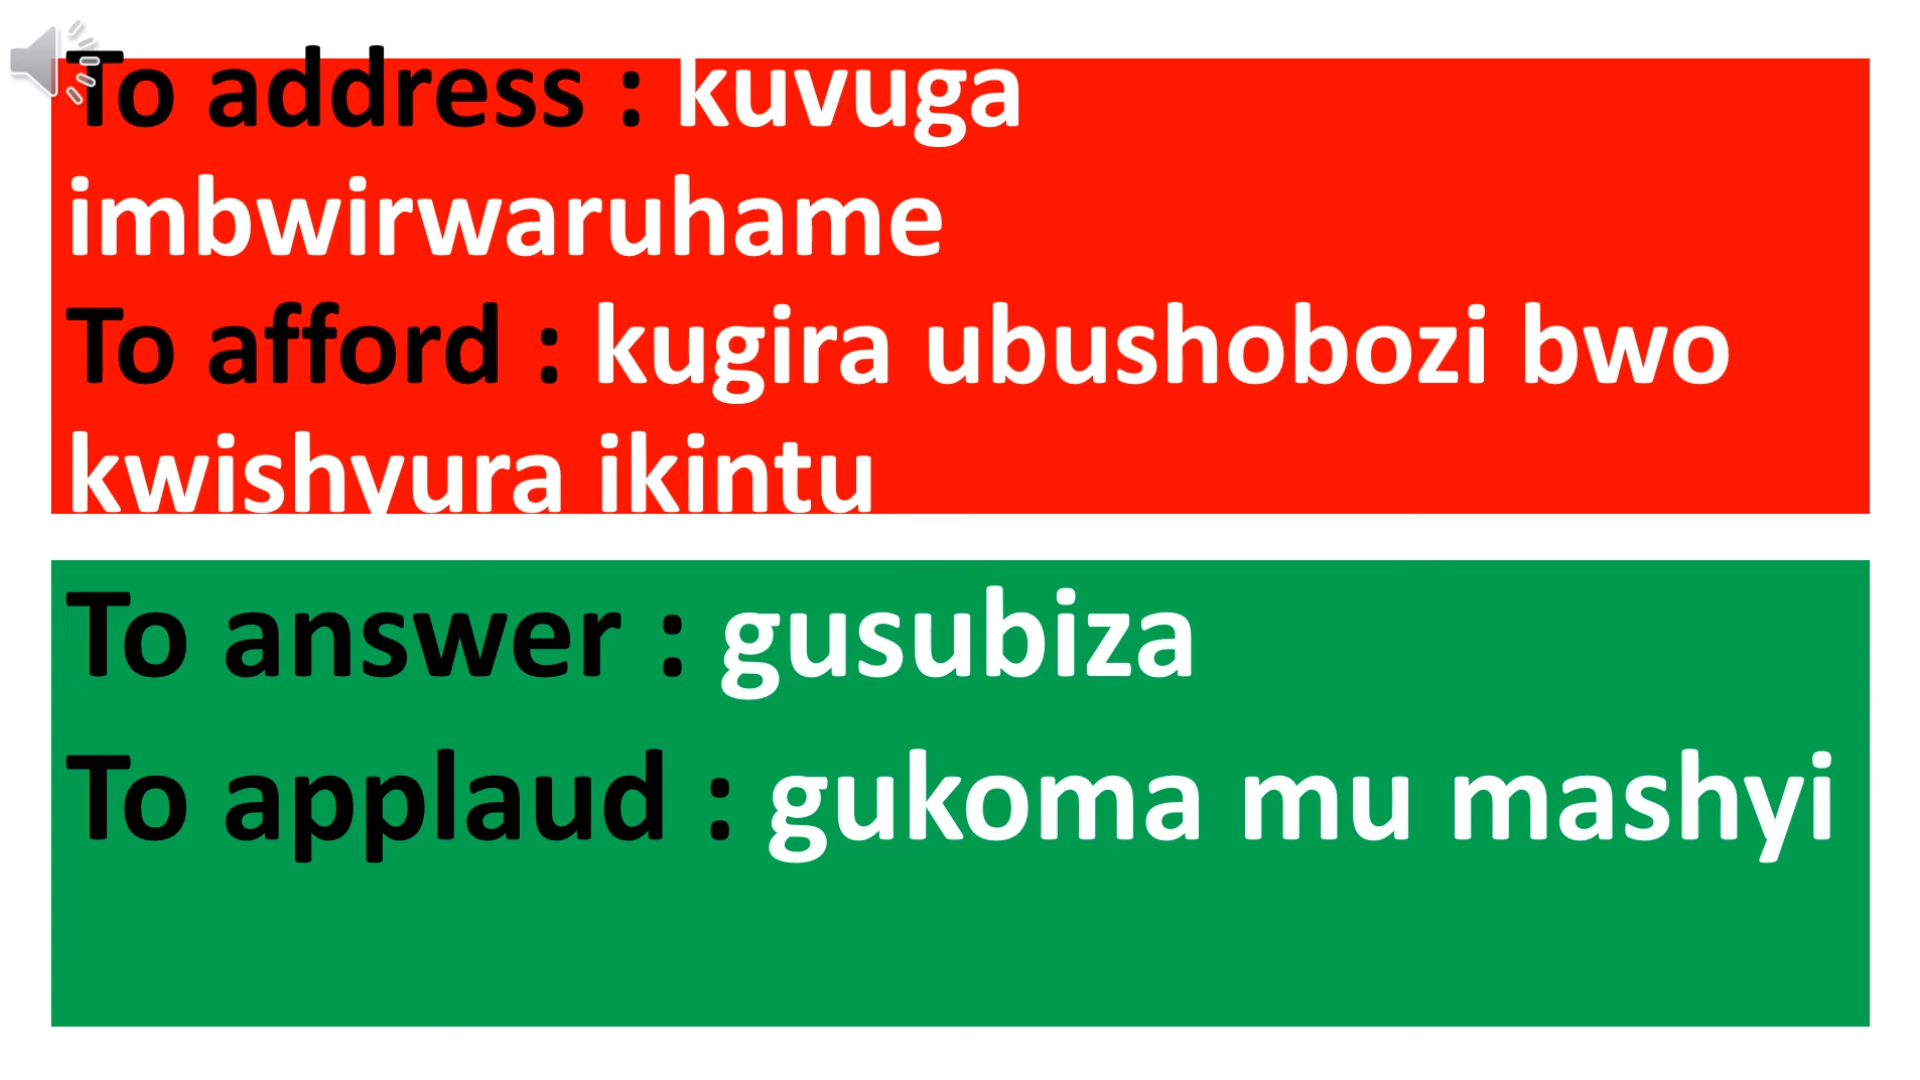 To address : kuvuga
imbwirwaruhame
To afford : kugira ubushobozi bwo
kwishyura ikintu
To answer : gusubiza
To applaud : gukoma mu mashyi